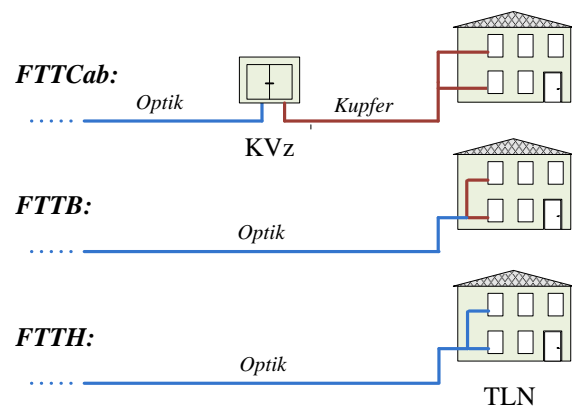 FTTCab:
Optik
Kupfer
KVz
FTTB:
Optik
FTTH:
Optik
TLN